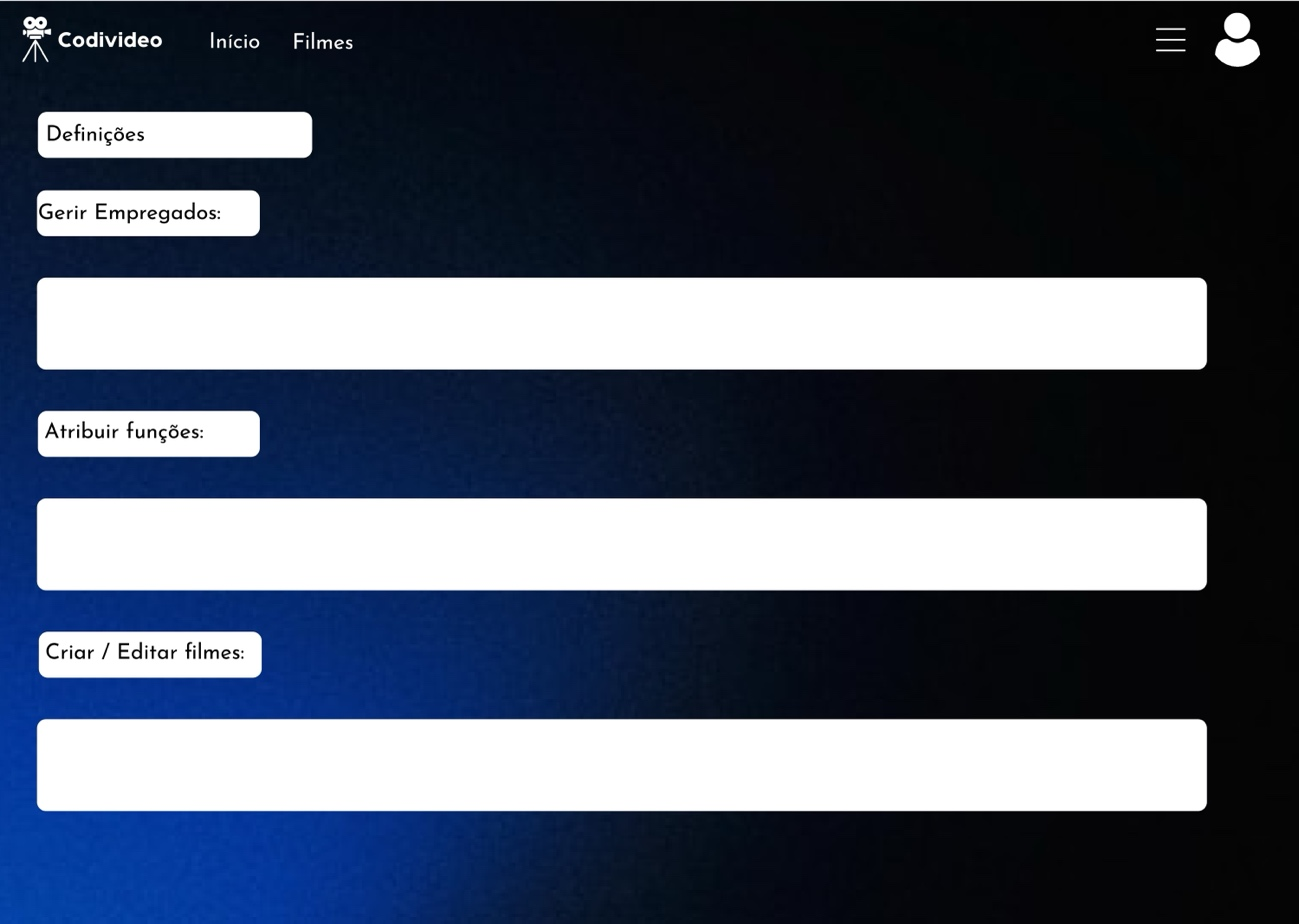 Codivideo
Início
Filmes
Definições
Gerir Empregados:
Atribuir funções:
Criar / Editar filmes: